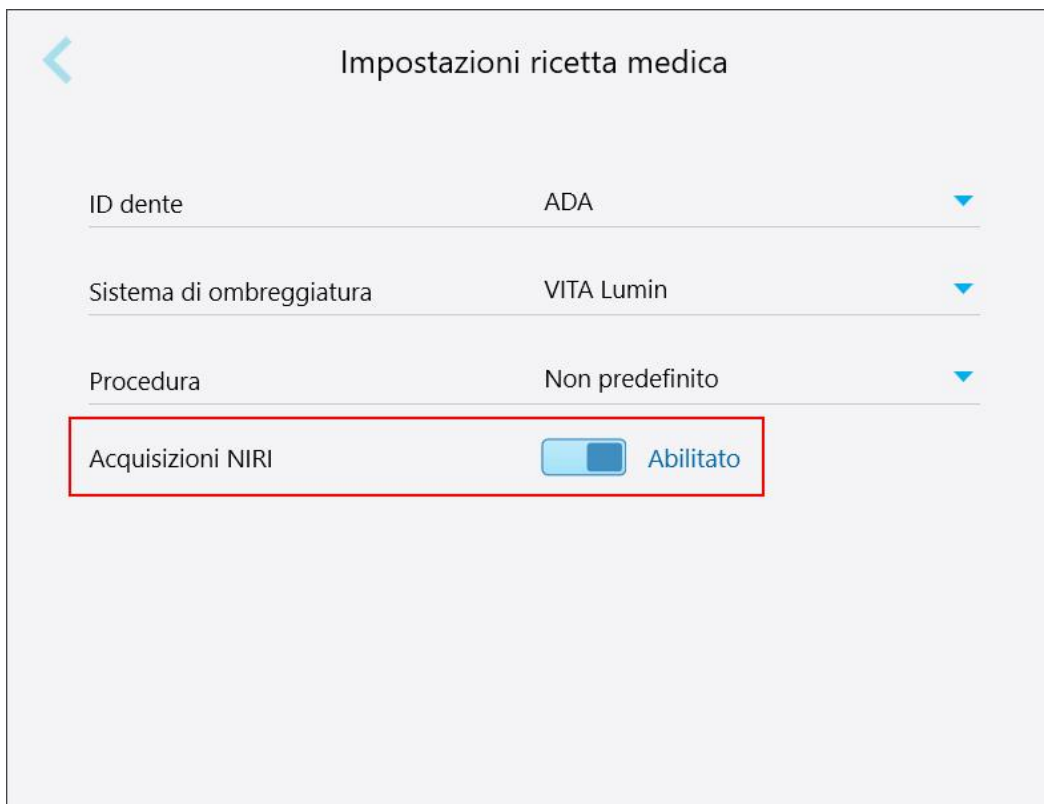 Impostazioni ricetta medica
ID dente ADA
Sistema di ombreggiatura VITA Lumin
Procedura Non predefinito
Acquisizioni NIRI Abilitato